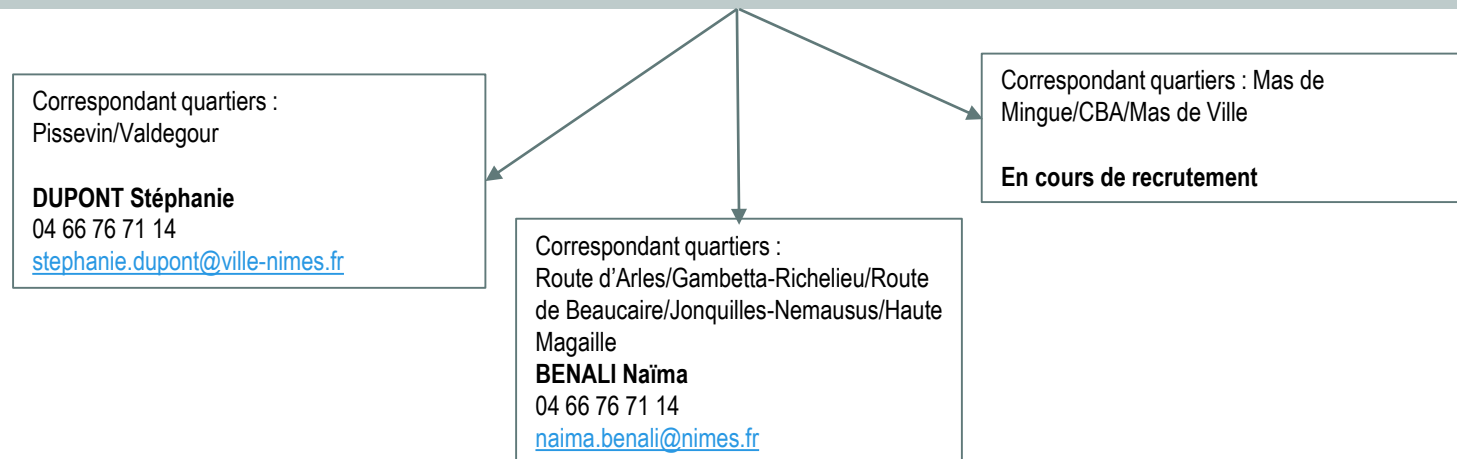 Correspondant quartiers :
Pissevin/Valdegour
DUPONT Stéphanie
04 66 76 71 14
stephanie.dupont@ville-nimes.fr
Correspondant quartiers :
Route d’Arles/Gambetta-Richelieu/Route
de Beaucaire/Jonquilles-Nemausus/Haute
Magaille
BENALI Naïma
04 66 76 71 14
naima.benali@nimes.fr
Correspondant quartiers : Mas de
Mingue/CBA/Mas de Ville
En cours de recrutement